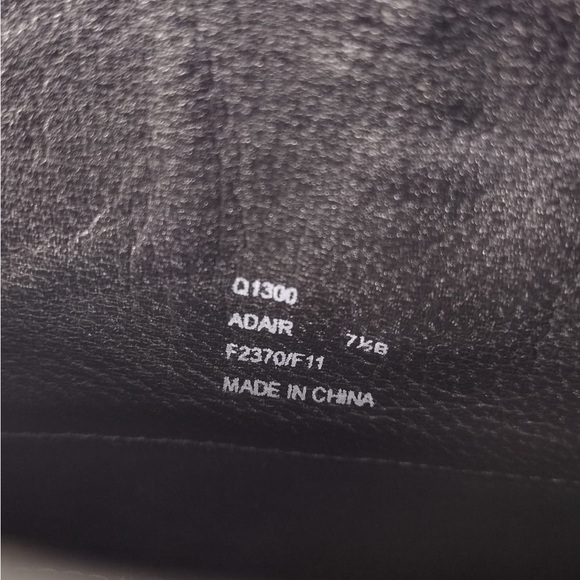 Q1300
ADAIR 7½B
F2370/F11
MADE IN CHINA